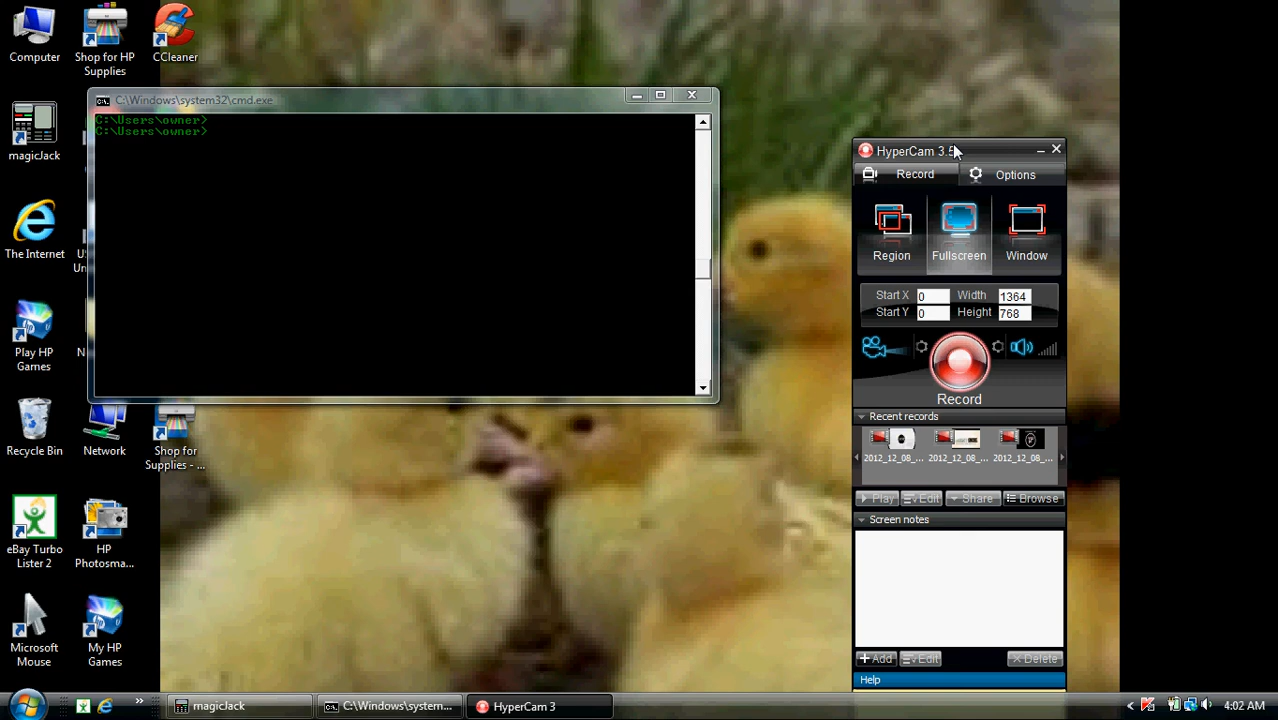 Computer
Shop for HP
Supplies
CCleaner
magicJack
The Internet
Play HP
Games
Recycle Bin
Network
Shop for
Supplies - ...
eBay Turbo
Lister 2
HP
Photosma...
Microsoft
Mouse
My HP
Games
C:\Windows\system32\cmd.exe
C:\Users\owner>
C:\Users\owner>
HyperCam 3.5
Record
Options
Region
Fullscreen
Window
Start X 0 Width 1364
Start Y 0 Height 768
Record
Recent records
2012_12_08_... 2012_12_08_... 2012_12_08_...
Play Edit Share Browse
Screen notes
+Add Edit Delete
Help
magicJack
C:\Windows\system...
HyperCam 3
4:02 AM